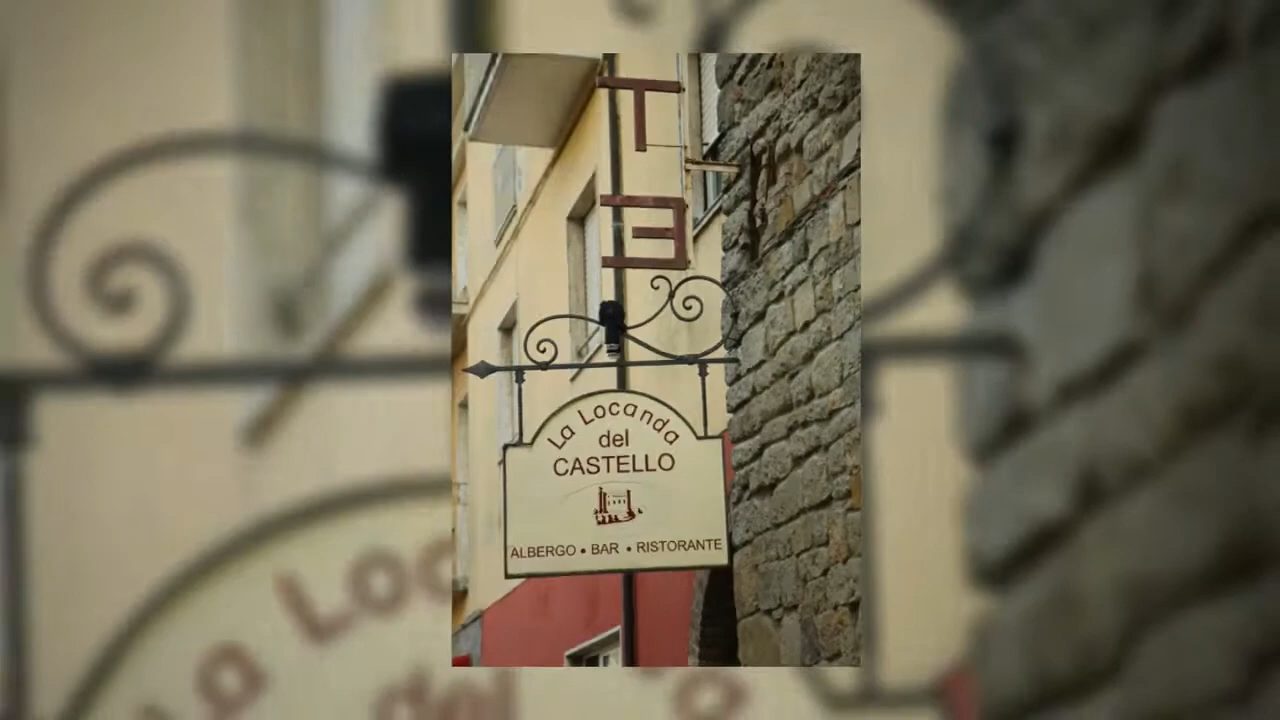 T
E
La Locanda
del
CASTELLO
ALBERGO • BAR • RISTORANTE